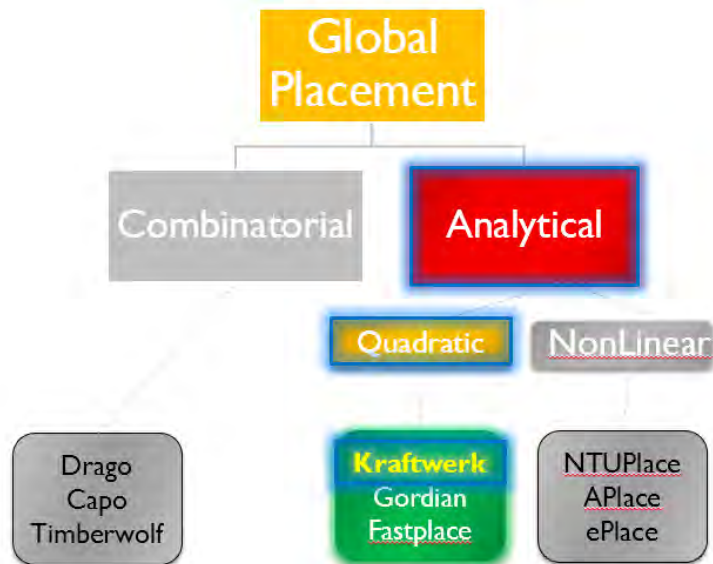 Global
Placement
Combinatorial
Analytical
Quadratic
NonLinear
Drago
Capo
Timberwolf
Kraftwerk
Gordian
Fastplace
NTUPlace
APlace
ePlace